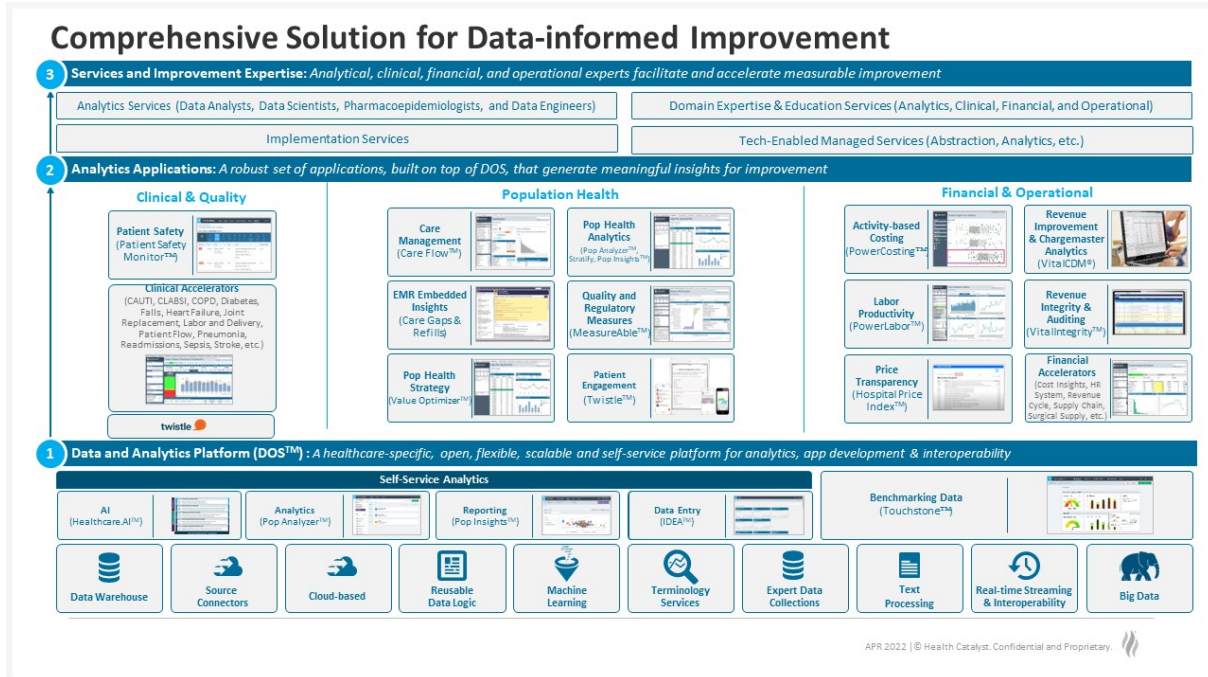 Comprehensive Solution for Data-informed Improvement
3 Services and Improvement Expertise: Analytical, clinical, financial, and operational experts facilitate and accelerate measurable improvement
Analytics Services (Data Analysts, Data Scientists, Pharmacoepidemiologists, and Data Engineers)
Domain Expertise & Education Services (Analytics, Clinical, Financial, and Operational)
Implementation Services
Tech-Enabled Managed Services (Abstraction, Analytics, etc.)
2 Analytics Applications: A robust set of applications, built on top of DOS, that generate meaningful insights for improvement
Clinical & Quality
Patient Safety
(Patient Safety
Monitor™)
Clinical Accelerators
(CAUTI, CLABSI, COPD, Diabetes,
Falls, Heart Failure, Joint
Replacement, Labor and Delivery,
Patient Flow, Pneumonia,
Readmissions, Sepsis, Stroke, etc.)
twistle
Population Health
Care
Management
(Care Flow™)
Pop Health
Analytics
(Pop Analyzer™,
Stratify, Pop Insights™)
EMR Embedded
Insights
(Care Gaps &
Refills)
Quality and
Regulatory
Measures
(MeasureAble™)
Pop Health
Strategy
(Value Optimizer™)
Patient
Engagement
(Twistle™)
Financial & Operational
Activity-based
Costing
(PowerCosting™)
Revenue
Improvement
& Chargemaster
Analytics
(VitalCDM®)
Labor
Productivity
(PowerLabor™)
Revenue
Integrity &
Auditing
(VitalIntegrity™)
Price
Transparency
(Hospital Price
Index™)
Financial
Accelerators
(Cost Insights, HR
System, Revenue
Cycle, Supply Chain,
Surgical Supply, etc.)
1 Data and Analytics Platform (DOS™) : A healthcare-specific, open, flexible, scalable and self-service platform for analytics, app development & interoperability
Self-Service Analytics
AI
(Healthcare.AI™)
Analytics
(Pop Analyzer™)
Reporting
(Pop Insights™)
Data Entry
(IDEA™)
Benchmarking Data
(Touchstone™)
Data Warehouse
Source
Connectors
Cloud-based
Reusable
Data Logic
Machine
Learning
Terminology
Services
Expert Data
Collections
Text
Processing
Real-time Streaming
& Interoperability
Big Data
APR 2022 | © Health Catalyst. Confidential and Proprietary.